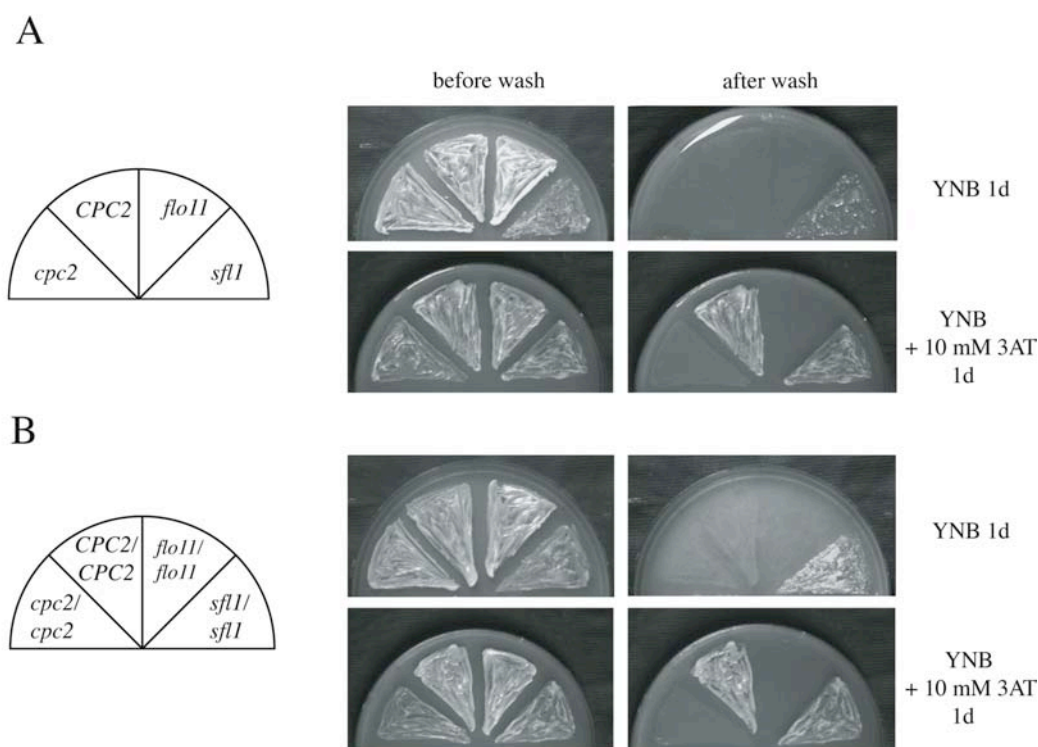 A
before wash
after wash
CPC2
flo11
cpc2
sfl1
YNB 1d
YNB
+ 10 mM 3AT
1d
B
CPC2/
CPC2
flo11/
flo11
cpc2/
cpc2
sfl1/
sfl1
YNB 1d
YNB
+ 10 mM 3AT
1d